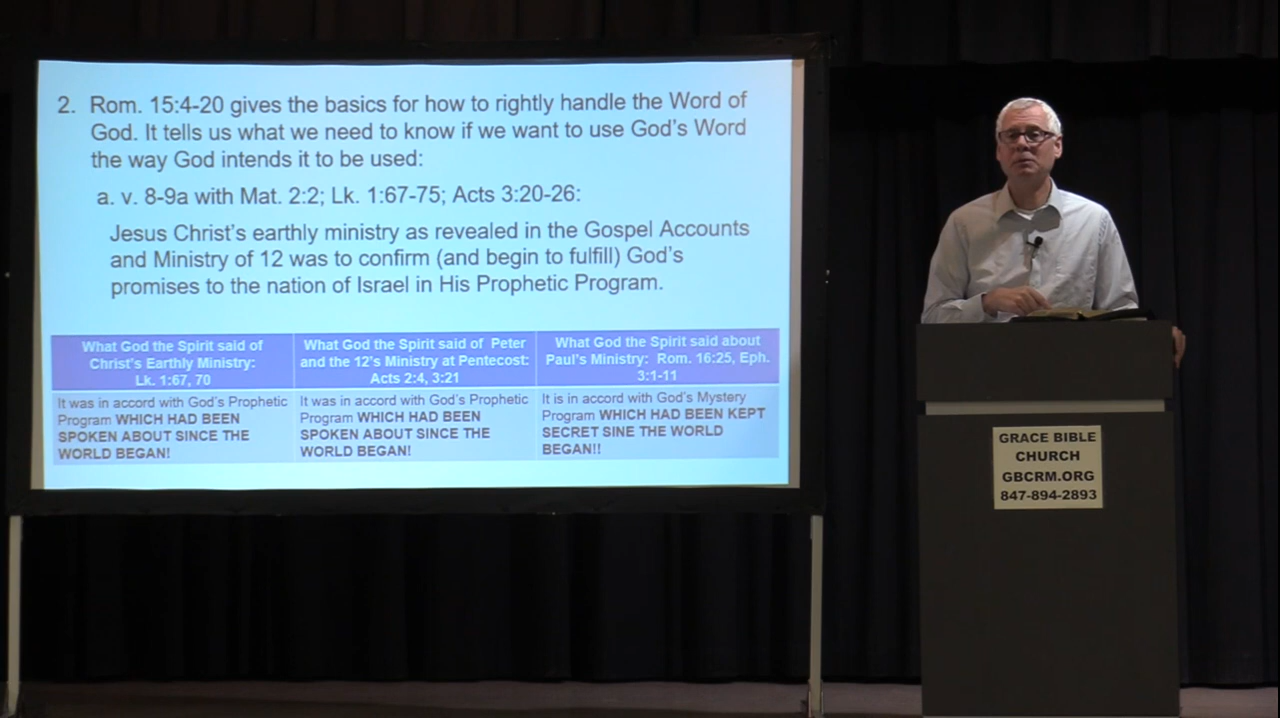 2. Rom. 15:4-20 gives the basics for how to rightly handle the Word of
God. It tells us what we need to know if we want to use God's Word
the way God intends it to be used:
a. v. 8-9a with Mat. 2:2; Lk. 1:67-75; Acts 3:20-26:
Jesus Christ's earthly ministry as revealed in the Gospel Accounts
and Ministry of 12 was to confirm (and begin to fulfill) God's
promises to the nation of Israel in His Prophetic Program.
What God the Spirit said of
Christ's Earthly Ministry:
Lk. 1:67, 70
What God the Spirit said of Peter
and the 12's Ministry at Pentecost:
Acts 2:4, 3:21
What God the Spirit said about
Paul's Ministry: Rom. 16:25, Eph.
3:1-11
It was in accord with God's Prophetic
Program WHICH HAD BEEN
SPOKEN ABOUT SINCE THE
WORLD BEGAN!
It was in accord with God's Prophetic
Program WHICH HAD BEEN
SPOKEN ABOUT SINCE THE
WORLD BEGAN!
It is in accord with God's Mystery
Program WHICH HAD BEEN KEPT
SECRET SINE THE WORLD
BEGAN!!
GRACE BIBLE
CHURCH
GBCRM.ORG
847-894-2893